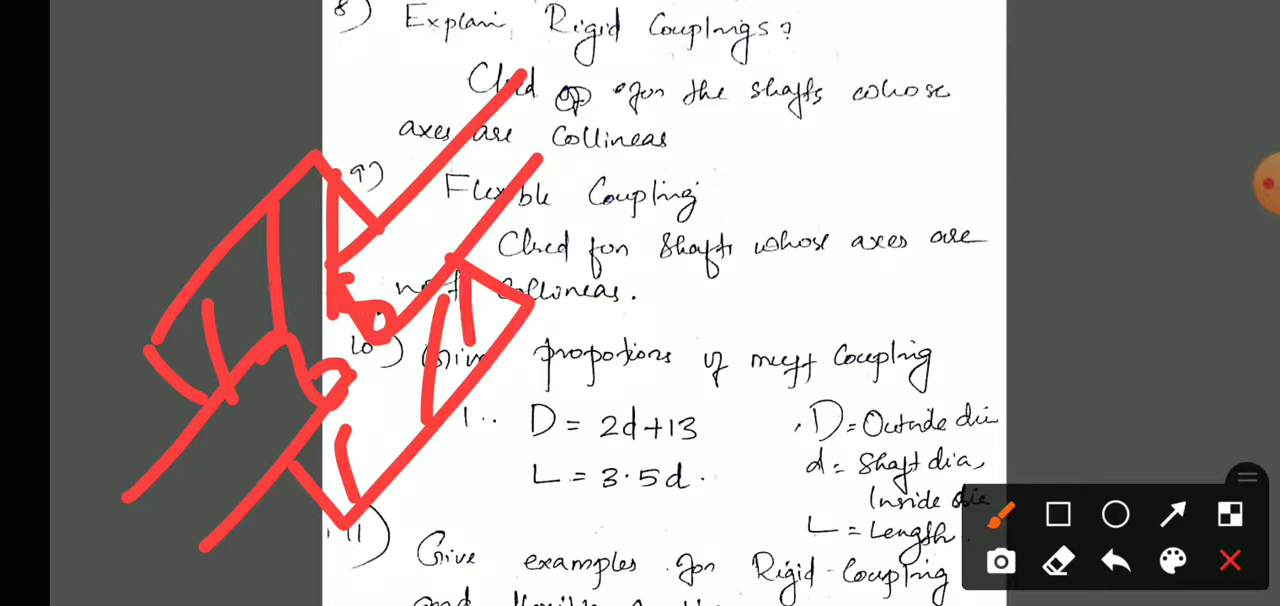 8) Explain Rigid Couplings?
Used for the shafts whose
axes are Collinear
9) Flexible Coupling
Used for shafts whose axes are
not Collinear.
10) Give proportions of muff Coupling
1.. D = 2d+13 , D = Outside dia
L = 3.5d. d = Shaft dia,
Inside dia
L = Length
11) Give examples for Rigid-Coupling
and flexible